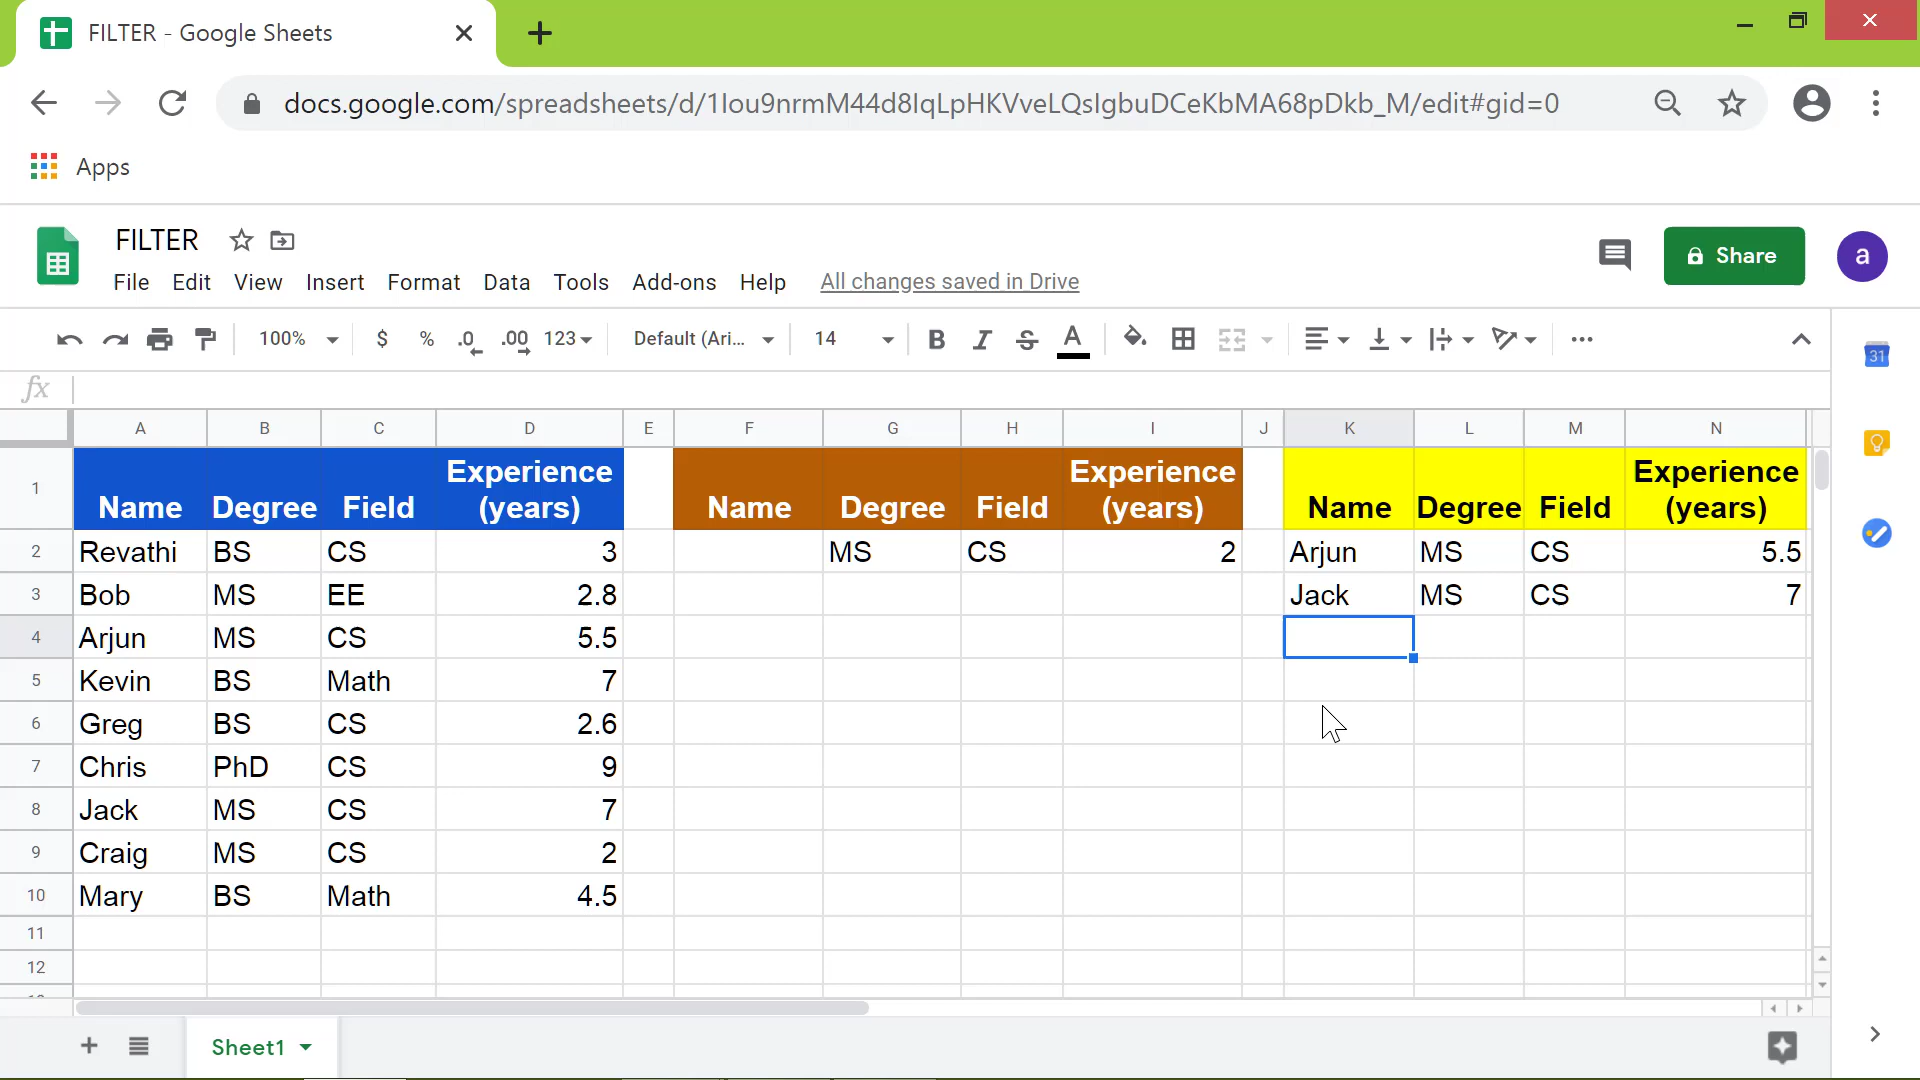 FILTER - Google Sheets
docs.google.com/spreadsheets/d/1Iou9nrmM44d8IqLpHKVveLQsIgbuDCeKbMA68pDkb_M/edit#gid=0
Apps
FILTER
File Edit View Insert Format Data Tools Add-ons Help All changes saved in Drive
Share
a
100% $ % .0 .00 123 Default (Ari... 14 B I S A
31
fx
A B C D E F G H I J K L M N
1 Name Degree Field Experience (years) Name Degree Field Experience (years) Name Degree Field Experience (years)
2 Revathi BS CS 3 MS CS 2 Arjun MS CS 5.5
3 Bob MS EE 2.8 Jack MS CS 7
4 Arjun MS CS 5.5
5 Kevin BS Math 7
6 Greg BS CS 2.6
7 Chris PhD CS 9
8 Jack MS CS 7
9 Craig MS CS 2
10 Mary BS Math 4.5
11
12
Sheet1